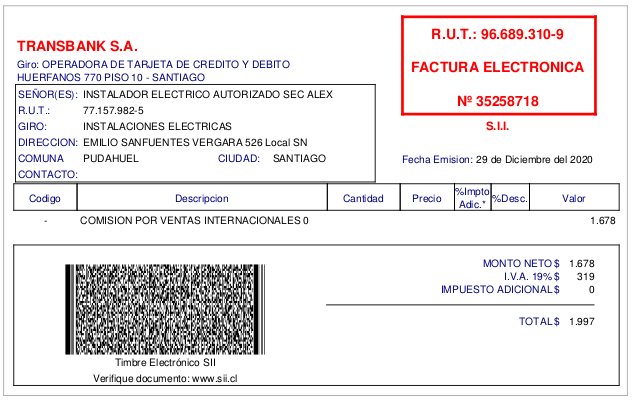 TRANSBANK S.A.
Giro: OPERADORA DE TARJETA DE CREDITO Y DEBITO
HUERFANOS 770 PISO 10 - SANTIAGO
R.U.T.: 96.689.310-9
FACTURA ELECTRONICA
Nº 35258718
S.I.I.
SEÑOR(ES): INSTALADOR ELECTRICO AUTORIZADO SEC ALEX
R.U.T.: 77.157.982-5
GIRO: INSTALACIONES ELECTRICAS
DIRECCION: EMILIO SANFUENTES VERGARA 526 Local SN
COMUNA PUDAHUEL CIUDAD: SANTIAGO
CONTACTO:
Fecha Emision: 29 de Diciembre del 2020
Codigo Descripcion Cantidad Precio %Impto Adic.* %Desc. Valor
- COMISION POR VENTAS INTERNACIONALES 0 1.678
MONTO NETO $ 1.678
I.V.A. 19% $ 319
IMPUESTO ADICIONAL $ 0
TOTAL $ 1.997
Timbre Electrónico SII
Verifique documento: www.sii.cl